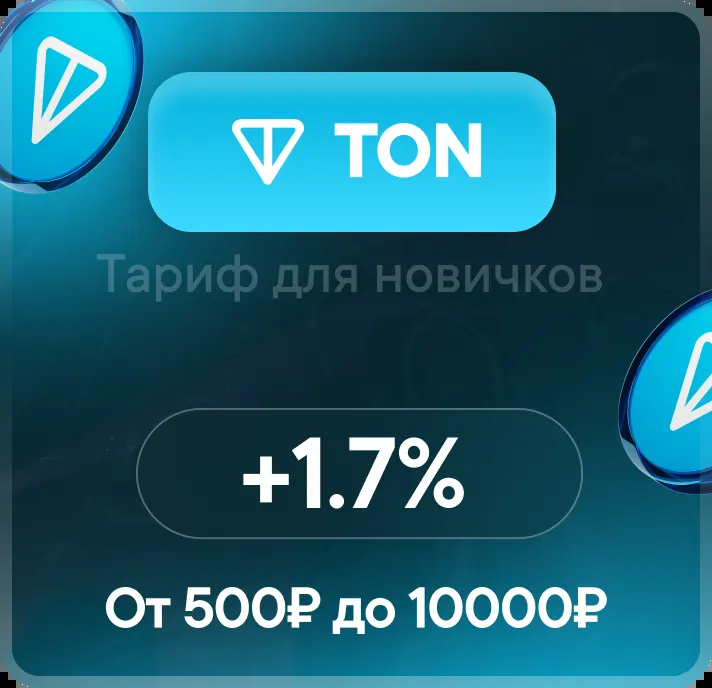 TON
Тариф для новичков
+1.7%
От 500₽ до 10000₽